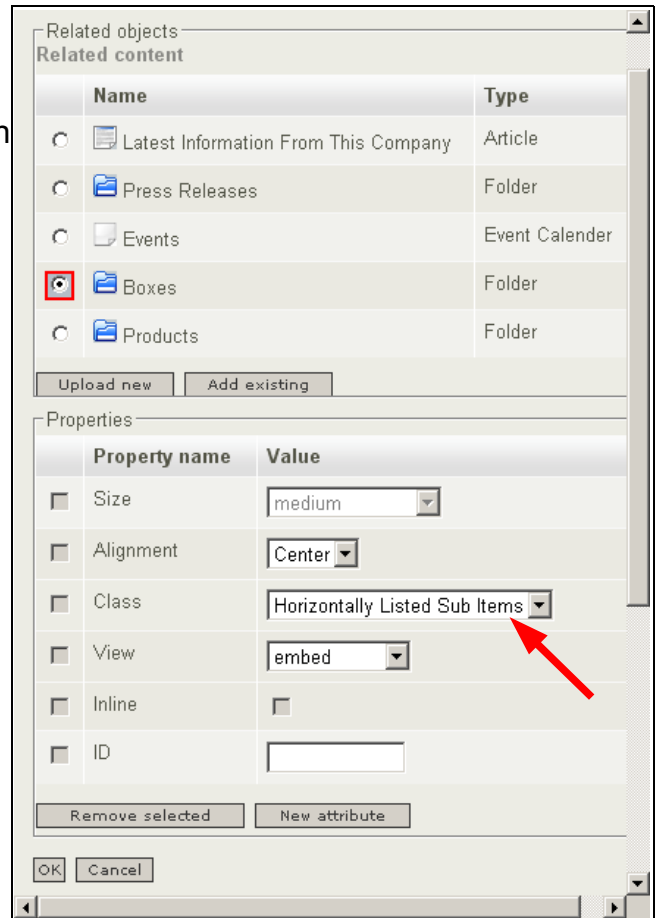 Related objects
Related content
Name Type
n
Latest Information From This Company Article
Press Releases Folder
Events Event Calender
Boxes Folder
Products Folder
Upload new Add existing
Properties
Property name Value
Size medium
Alignment Center
Class Horizontally Listed Sub Items
View embed
Inline
ID
Remove selected New attribute
OK Cancel